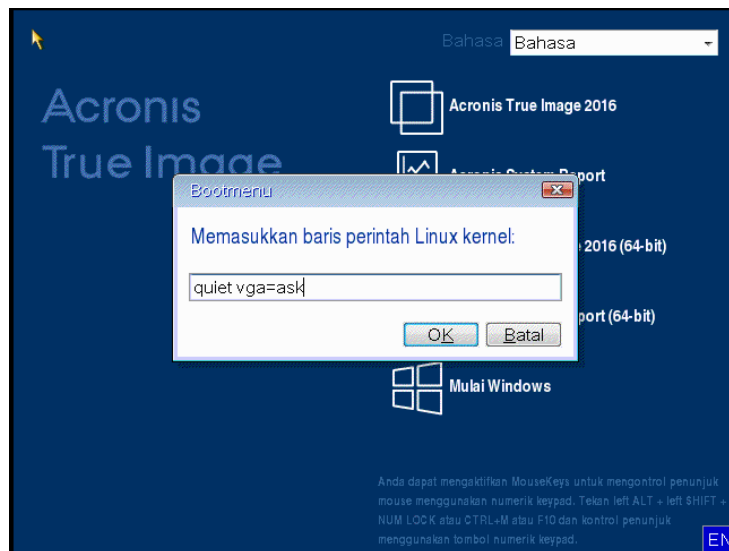 Bahasa Bahasa
Acronis
True Image
Acronis True Image 2016
Acronis System Report
2016 (64-bit)
port (64-bit)
Mulai Windows
Bootmenu
Memasukkan baris perintah Linux kernel:
quiet vga=ask
OK Batal
Anda dapat mengaktifkan MouseKeys untuk mengontrol penunjuk
mouse menggunakan numerik keypad. Tekan left ALT + left SHIFT +
NUM LOCK atau CTRL+M atau F10 dan kontrol penunjuk
menggunakan tombol numerik keypad.
EN